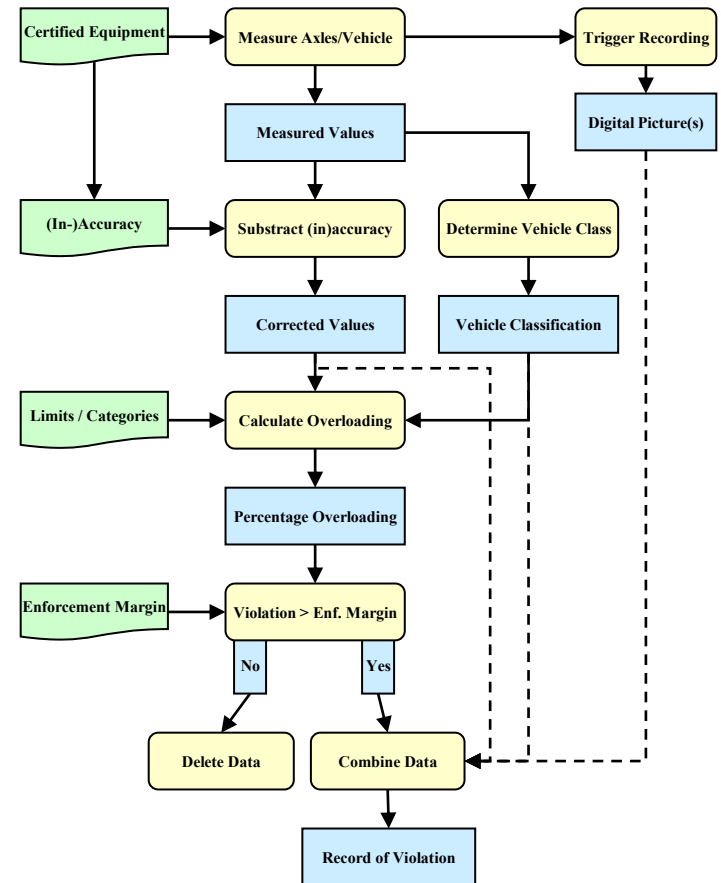 Certified Equipment
Measure Axles/Vehicle
Trigger Recording
Measured Values
Digital Picture(s)
(In-)Accuracy
Substract (in)accuracy
Determine Vehicle Class
Corrected Values
Vehicle Classification
Limits / Categories
Calculate Overloading
Percentage Overloading
Enforcement Margin
Violation > Enf. Margin
No
Yes
Delete Data
Combine Data
Record of Violation